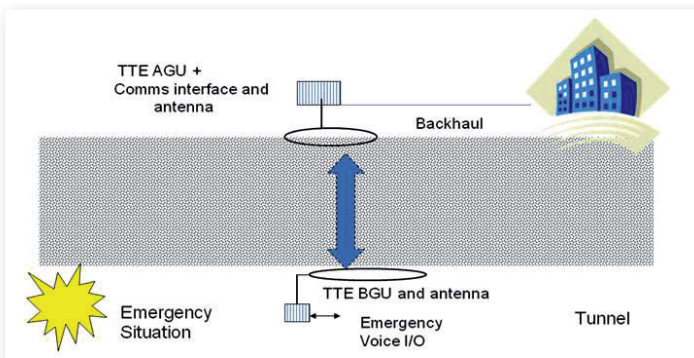 TTE AGU +
Comms interface and
antenna
Backhaul
TTE BGU and antenna
Emergency
Situation
Emergency
Voice I/O
Tunnel